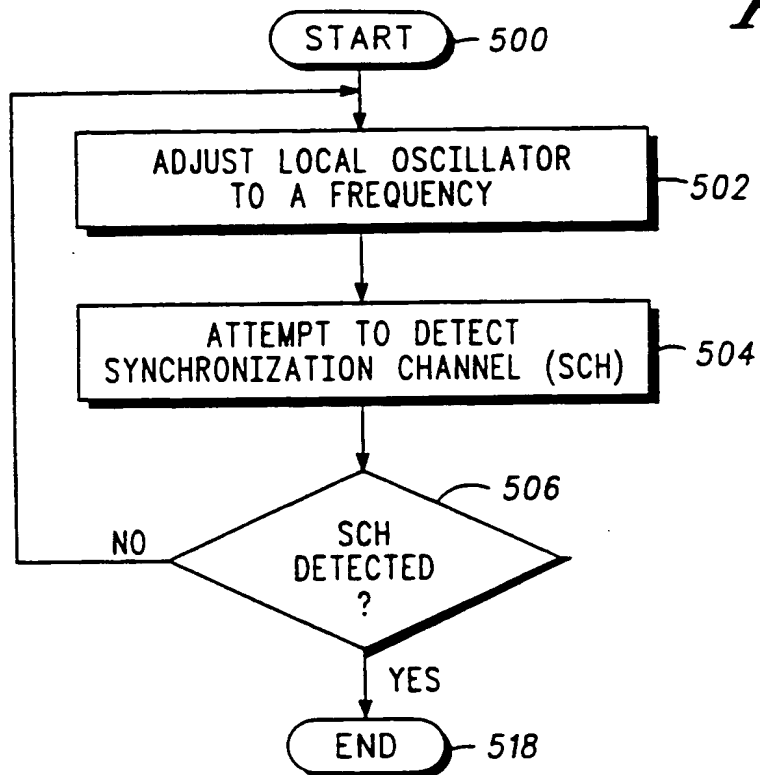 START 500
ADJUST LOCAL OSCILLATOR
TO A FREQUENCY
502
ATTEMPT TO DETECT
SYNCHRONIZATION CHANNEL (SCH)
504
506
SCH
DETECTED
?
NO
YES
END 518